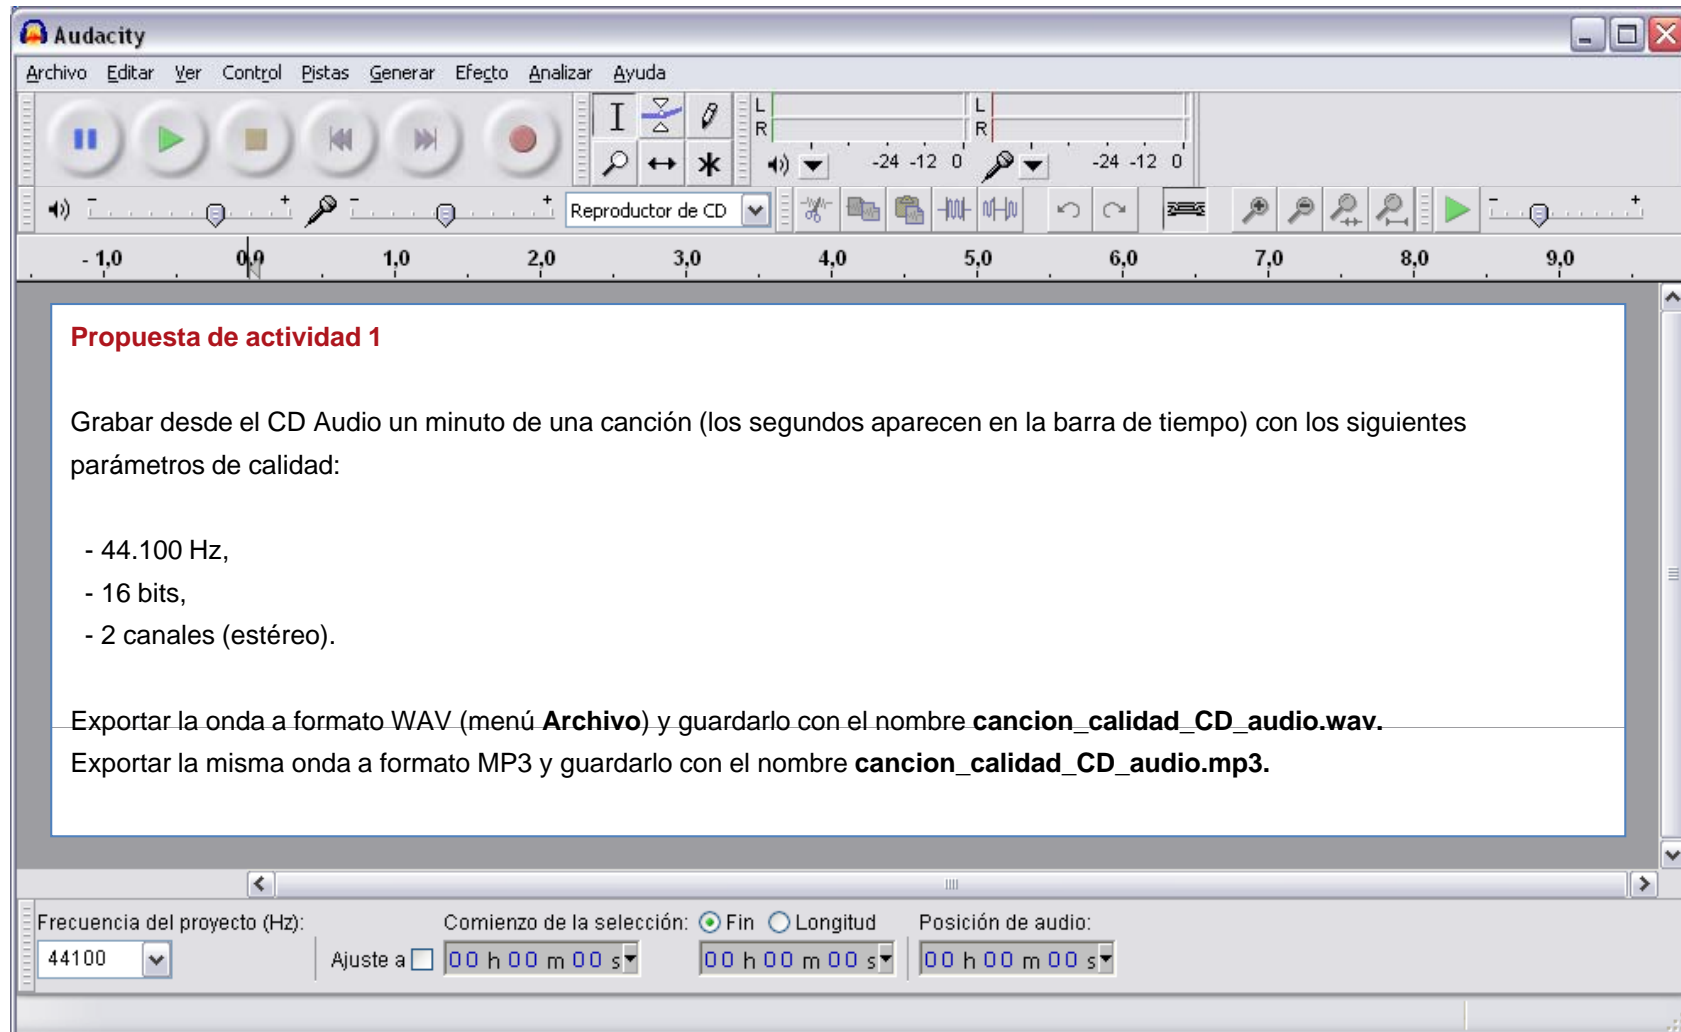 Audacity
Archivo Editar Ver Control Pistas Generar Efecto Analizar Ayuda
L
R
-24 -12 0
L
R
-24 -12 0
- + - + Reproductor de CD - +
- 1,0 0,0 1,0 2,0 3,0 4,0 5,0 6,0 7,0 8,0 9,0
Propuesta de actividad 1
Grabar desde el CD Audio un minuto de una canción (los segundos aparecen en la barra de tiempo) con los siguientes
parámetros de calidad:
- 44.100 Hz,
- 16 bits,
- 2 canales (estéreo).
Exportar la onda a formato WAV (menú Archivo) y guardarlo con el nombre cancion_calidad_CD_audio.wav.
Exportar la misma onda a formato MP3 y guardarlo con el nombre cancion_calidad_CD_audio.mp3.
Frecuencia del proyecto (Hz): Comienzo de la selección: Fin Longitud Posición de audio:
44100 Ajuste a 00 h 00 m 00 s 00 h 00 m 00 s 00 h 00 m 00 s